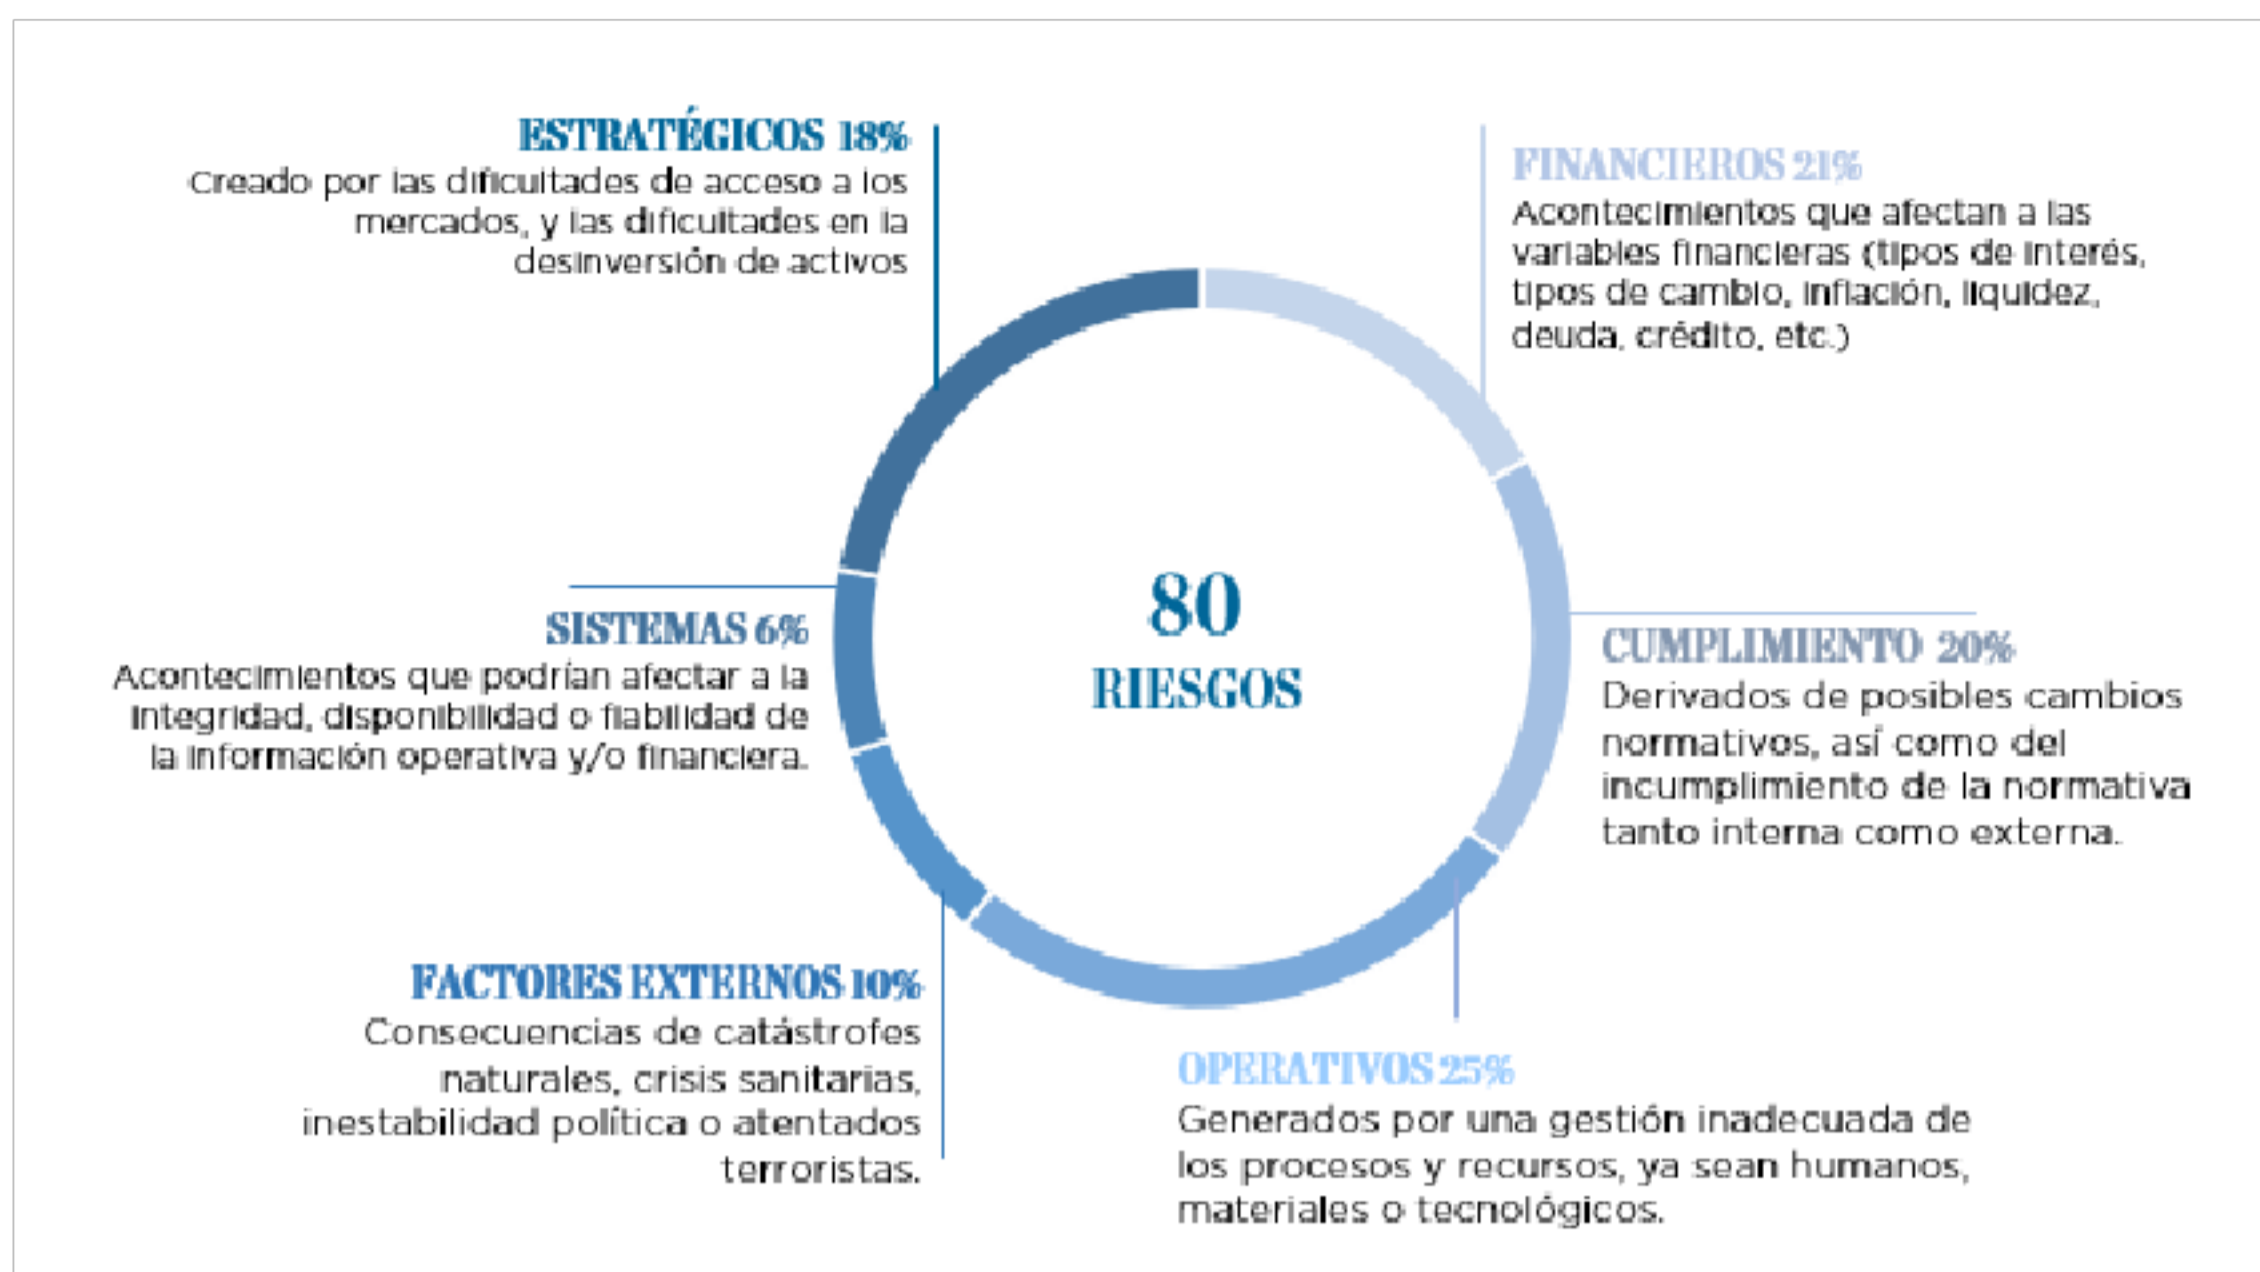 ESTRATÉGICOS 18%
Creado por las dificultades de acceso a los
mercados, y las dificultades en la
desinversión de activos
FINANCIEROS 21%
Acontecimientos que afectan a las
variables financieras (tipos de interés,
tipos de cambio, inflación, liquidez,
deuda, crédito, etc.)
80
RIESGOS
SISTEMAS 6%
Acontecimientos que podrían afectar a la
integridad, disponibilidad o fiabilidad de
la información operativa y/o financiera.
CUMPLIMIENTO 20%
Derivados de posibles cambios
normativos, así como del
incumplimiento de la normativa
tanto interna como externa.
FACTORES EXTERNOS 10%
Consecuencias de catástrofes
naturales, crisis sanitarias,
inestabilidad política o atentados
terroristas.
OPERATIVOS 25%
Generados por una gestión inadecuada de
los procesos y recursos, ya sean humanos,
materiales o tecnológicos.